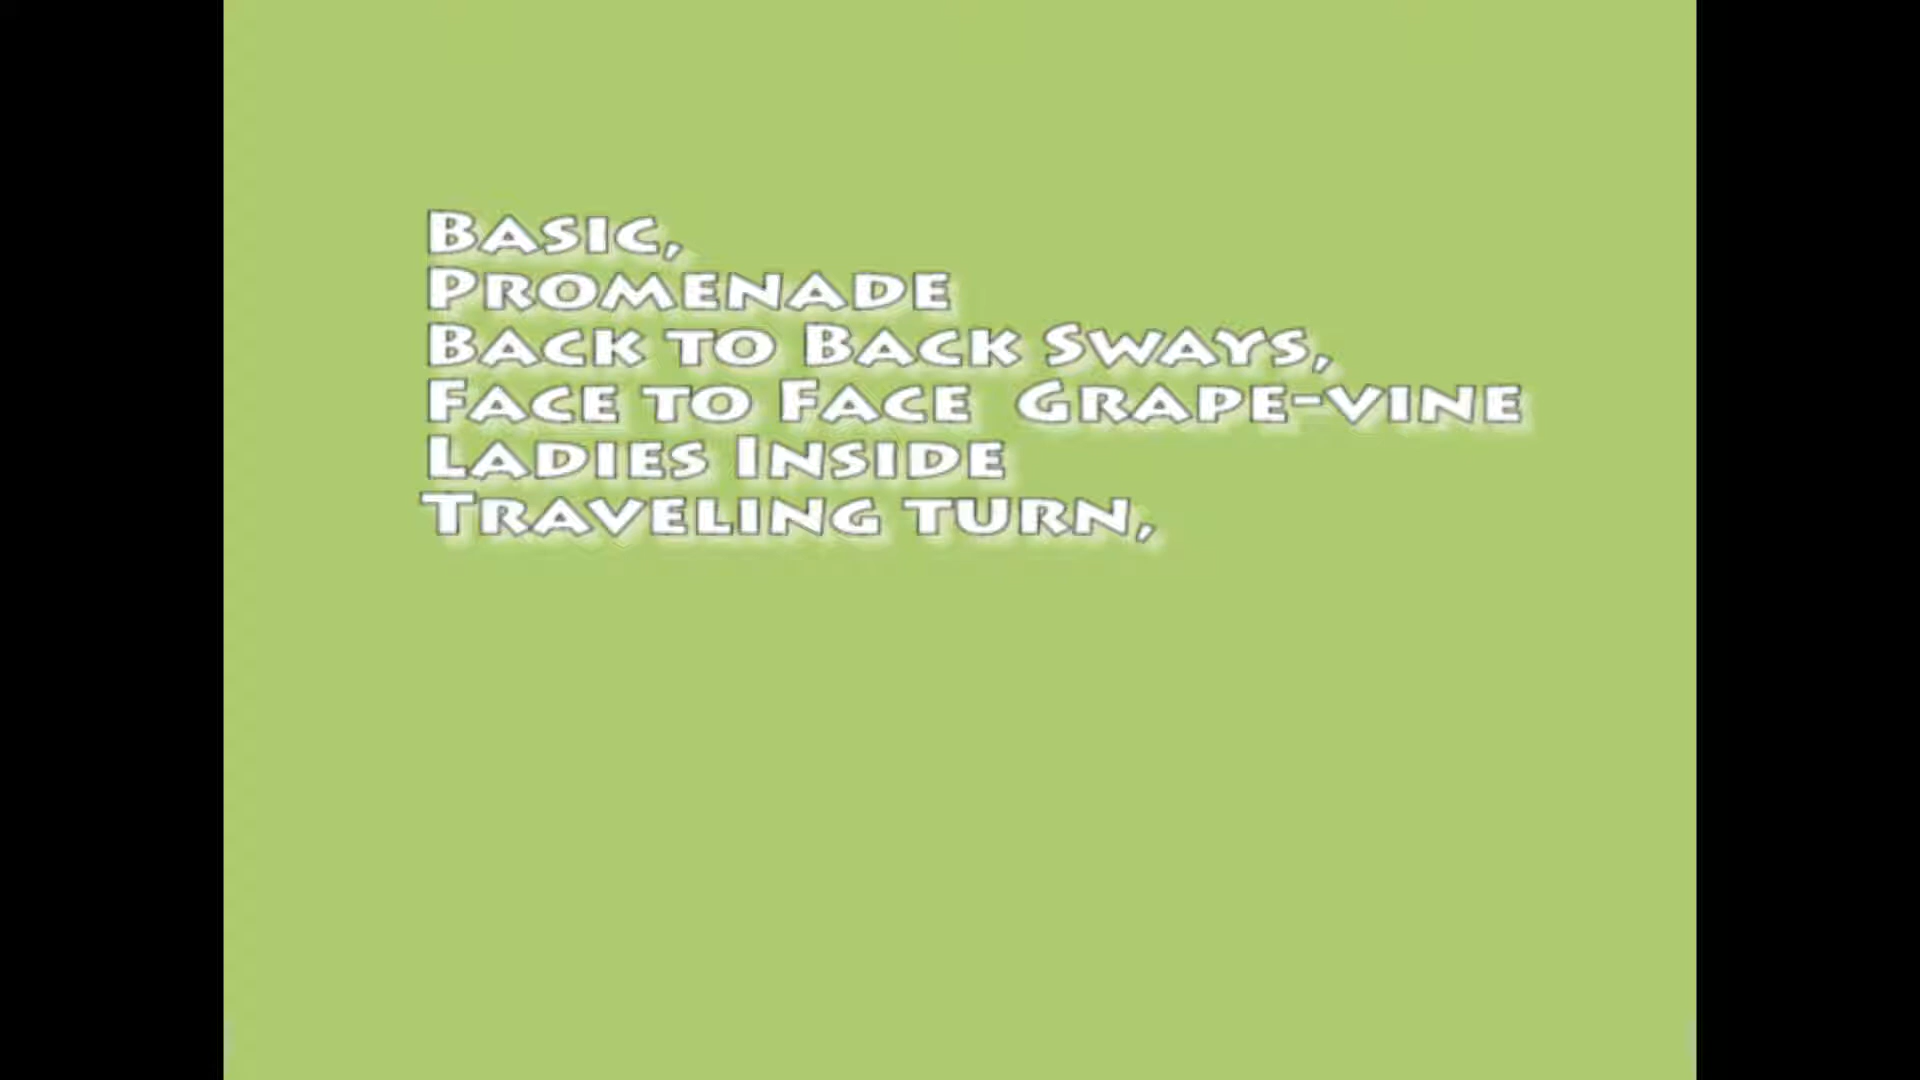 Basic,
Promenade
Back to Back Sways,
Face to Face  Grape-vine
Ladies Inside
Traveling turn,